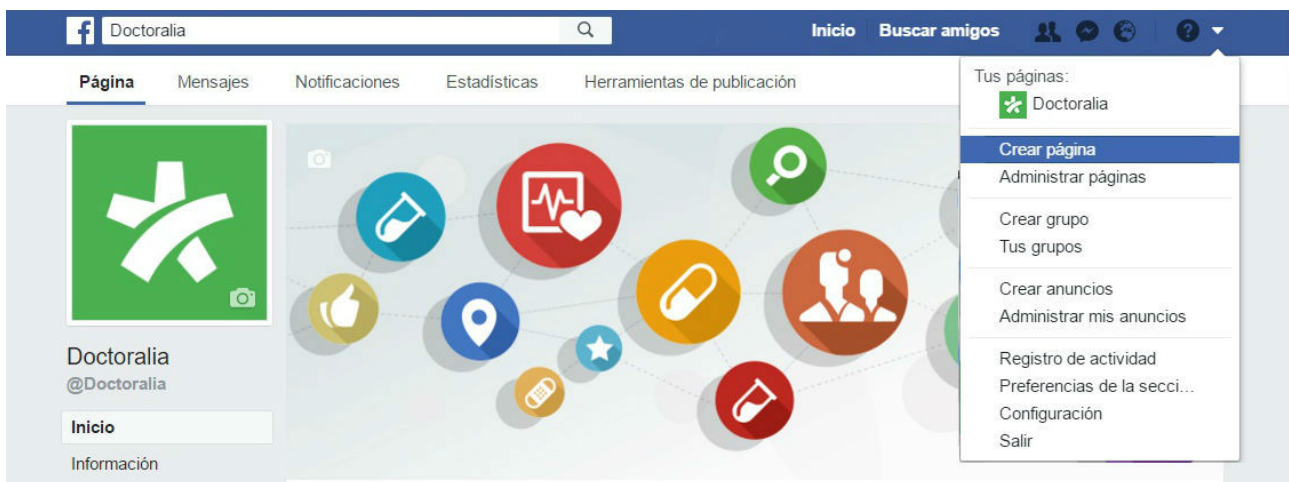 Doctoralia
Inicio Buscar amigos
Página Mensajes Notificaciones Estadísticas Herramientas de publicación
Tus páginas:
Doctoralia
Crear página
Administrar páginas
Crear grupo
Tus grupos
Crear anuncios
Administrar mis anuncios
Registro de actividad
Preferencias de la secci...
Configuración
Salir
Doctoralia
@Doctoralia
Inicio
Información